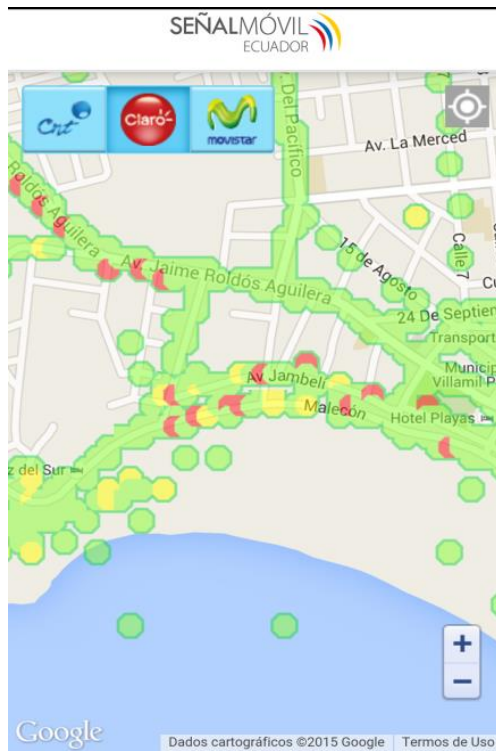 SEÑALMÓVIL
ECUADOR
Cnt
Claro
movistar
Del Pacífico
Av. La Merced
Roldós Aguilera
Av. Jaime Roldós Aguilera
15 de Agosto
Calle 7
24 De Septiem
Transport
Municip
Villamil P
Av Jambelí
Malecón
Hotel Playas
z del Sur
+
−
Google
Dados cartográficos ©2015 Google
Termos de Uso